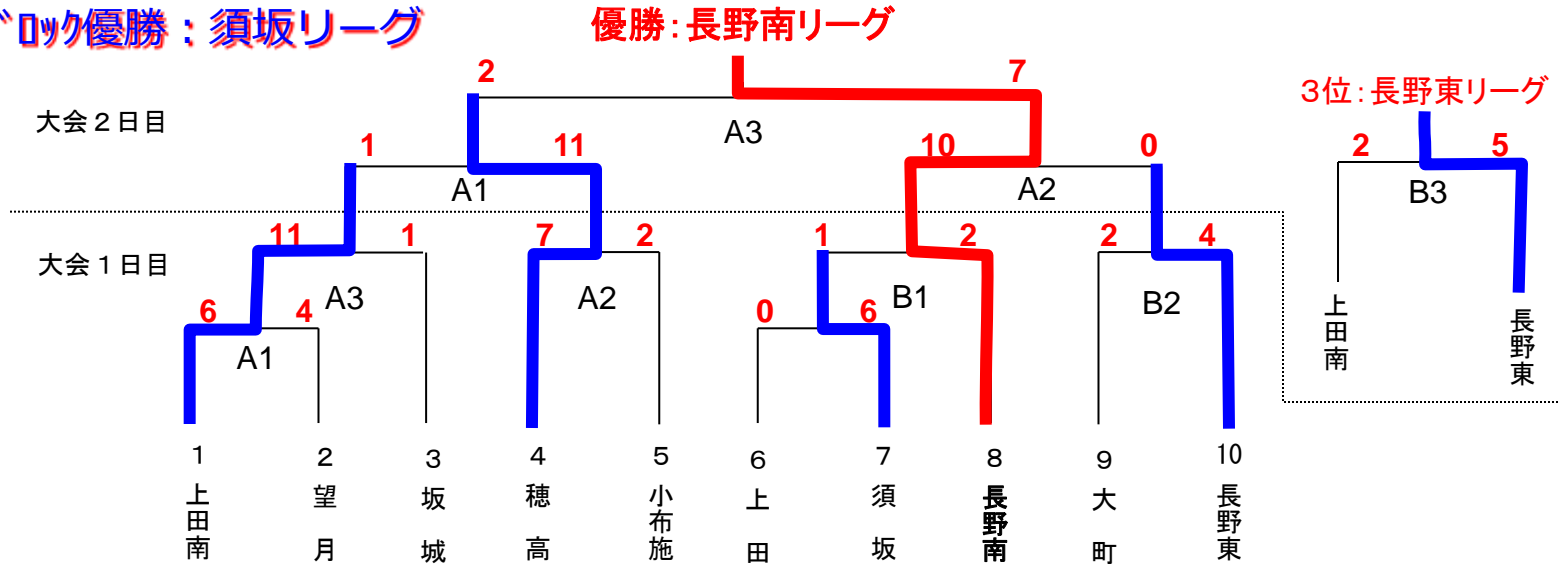 ﾌﾞﾛｯｸ優勝：須坂リーグ
優勝：長野南リーグ
2
7
3位：長野東リーグ
大会２日目
A3
1
11
10
0
2
5
A1
A2
B3
11
1
7
2
1
2
2
4
大会１日目
A3
A2
B1
B2
6
4
0
6
A1
上田南
長野東
1
2
3
4
5
6
7
8
9
10
上田南
望月
坂城
穂高
小布施
上田
須坂
長野南
大町
長野東